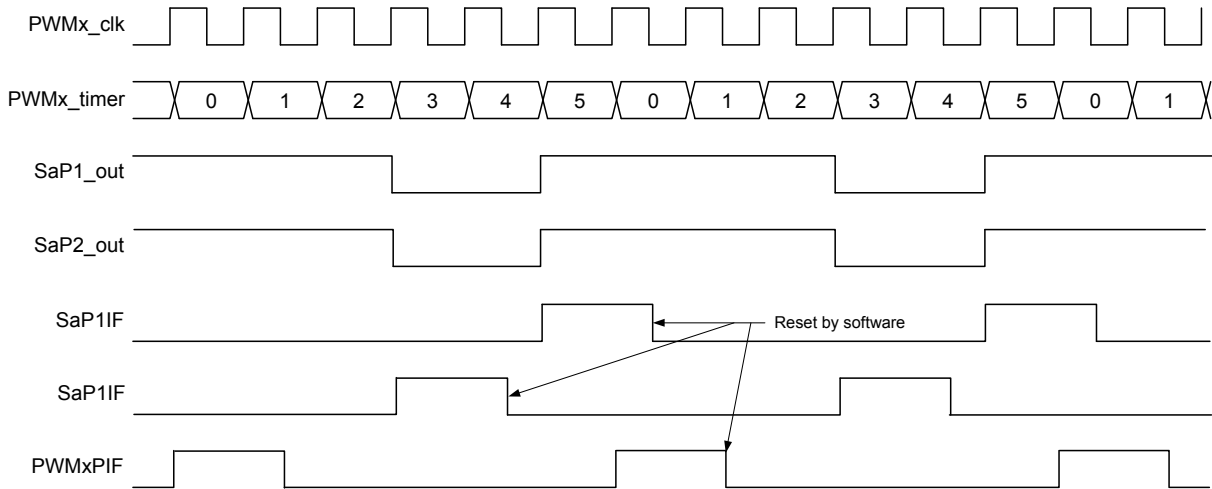 PWMx_clk
PWMx_timer 0 1 2 3 4 5 0 1 2 3 4 5 0 1
SaP1_out
SaP2_out
SaP1IF
Reset by software
SaP1IF
PWMxPIF